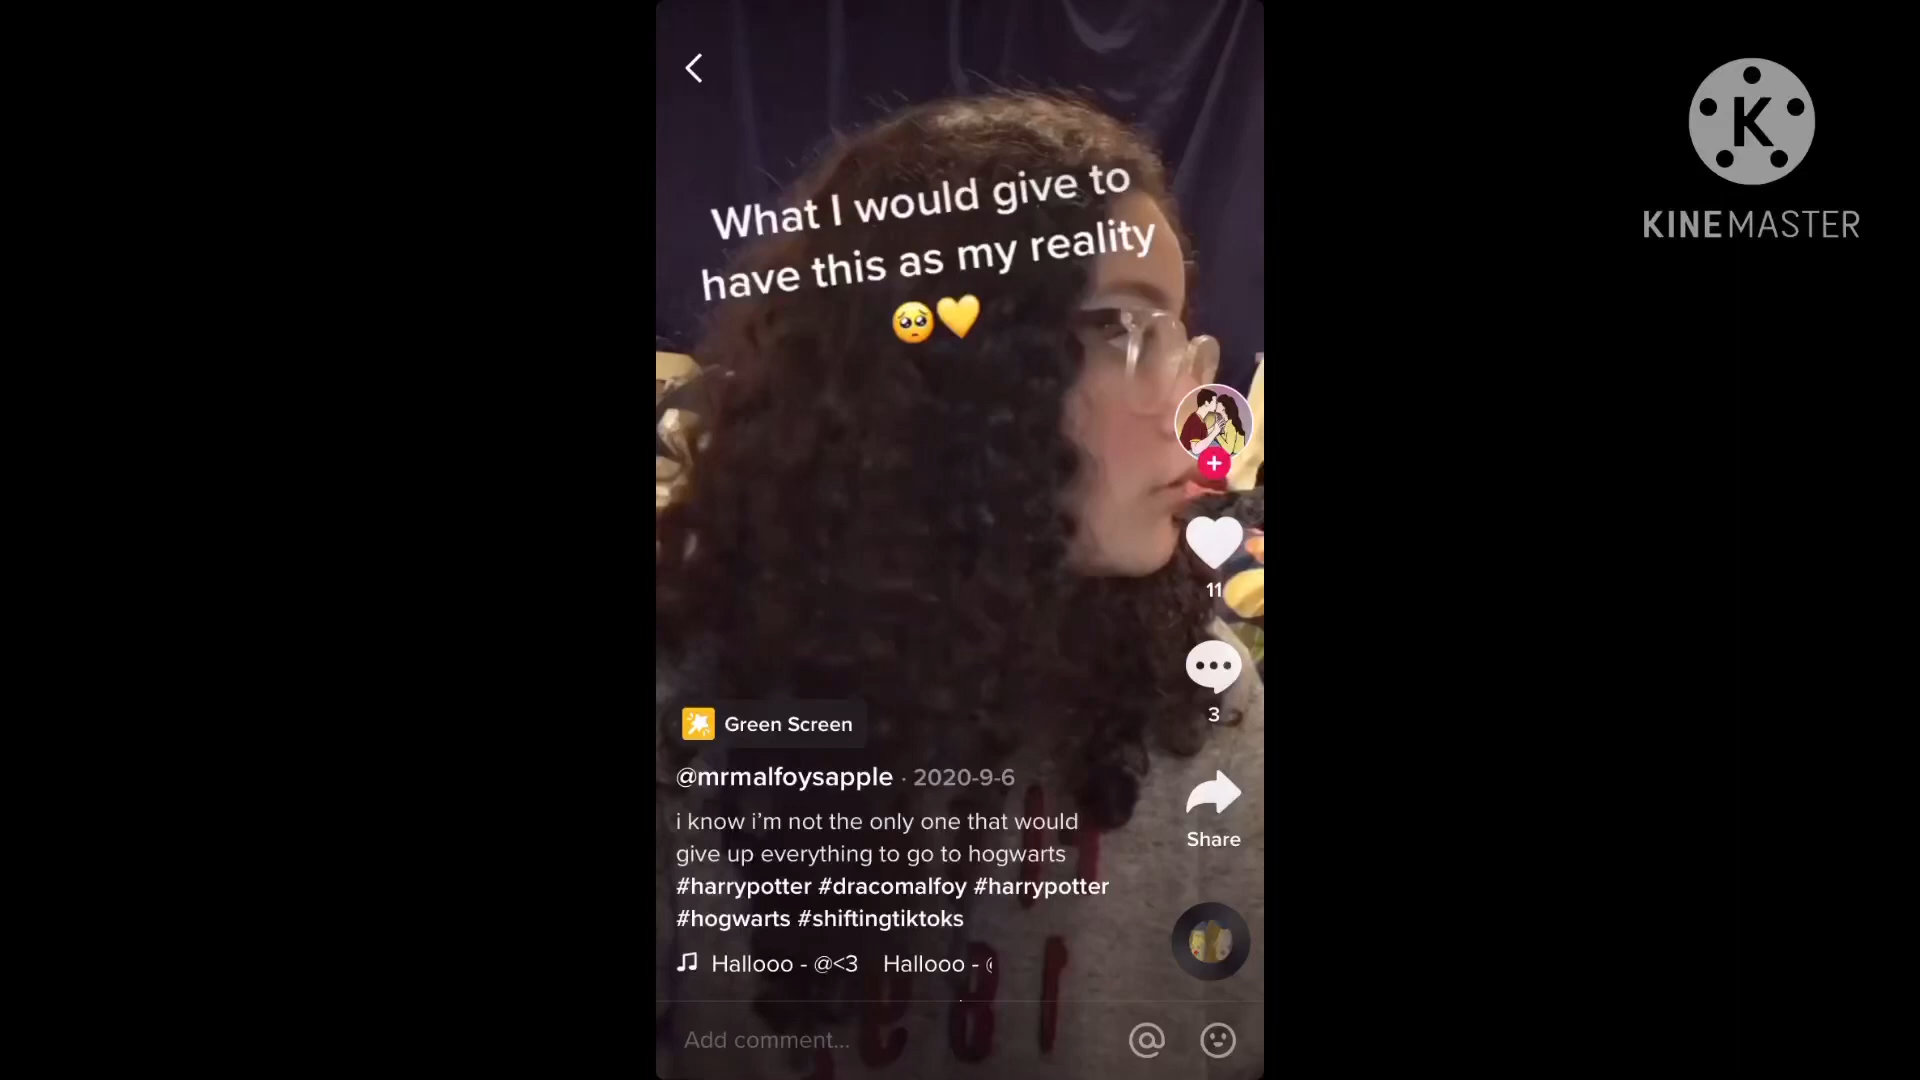 What I would give to
have this as my reality
🥺💛
K
KINEMASTER
11
3
Green Screen
@mrmalfoysapple · 2020-9-6
i know i'm not the only one that would
give up everything to go to hogwarts
#harrypotter #dracomalfoy #harrypotter
#hogwarts #shiftingtiktoks
Share
Hallooo - @<3 Hallooo -
Add comment...